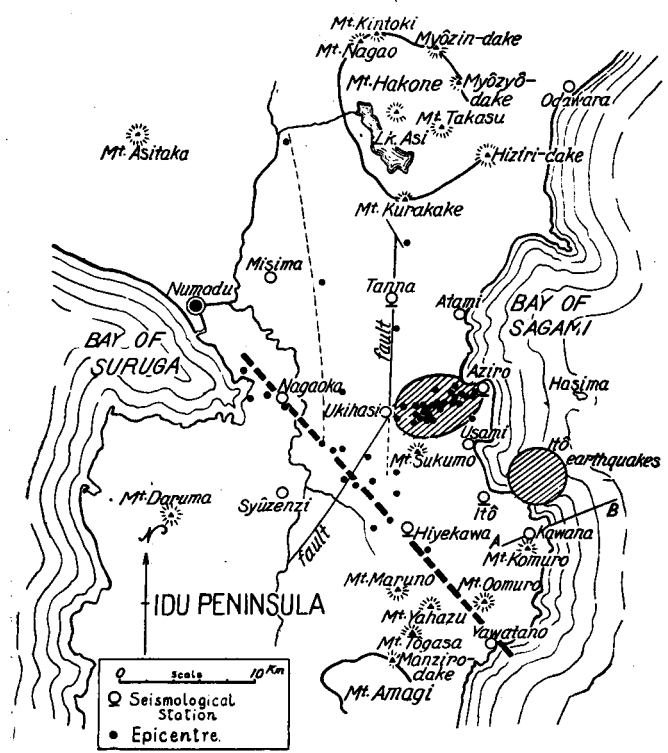 Mt. Kintoki
Mt. Nagao
Myôzin-dake
Mt. Hakone
Myôzyô-
dake
Odawara
Mt. Takasu
Lk. Asi
Mt. Asitaka
Hiziri-dake
Mt. Kurakake
Misima
Numadu
Tanna
Atami
BAY OF
SAGAMI
BAY OF
SURUGA
fault
Aziro
Hasima
Nagaoka
Ukihasi
Usami
Itô
earthquakes
Mt. Sukumo
Mt. Daruma
Syûzenzi
Itô
B
N
fault
Hiyekawa
A
Kawana
Mt. Komuro
Mt. Maruno
Mt. Oomuro
IDU PENINSULA
Mt. Yahazu
Mt. Togasa
Yawatano
Manziro-
dake
Mt. Amagi
0 Scale 10 Km
Seismological
Station
Epicentre.